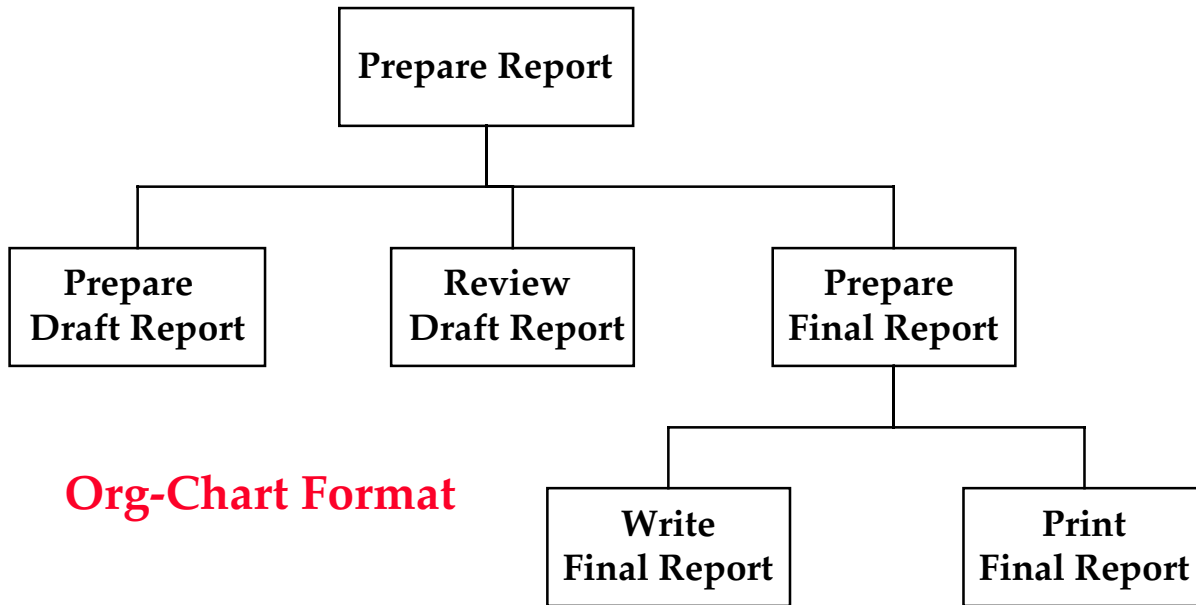 Prepare Report
Prepare
Draft Report
Review
Draft Report
Prepare
Final Report
Org-Chart Format
Write
Final Report
Print
Final Report